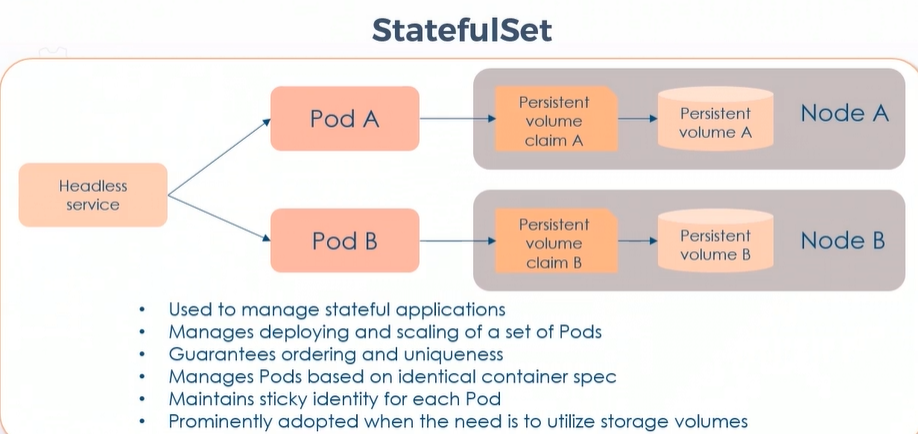 StatefulSet
Headless
service
Pod A
Persistent
volume
claim A
Persistent
volume A
Node A
Pod B
Persistent
volume
claim B
Persistent
volume B
Node B
• Used to manage stateful applications
• Manages deploying and scaling of a set of Pods
• Guarantees ordering and uniqueness
• Manages Pods based on identical container spec
• Maintains sticky identity for each Pod
• Prominently adopted when the need is to utilize storage volumes